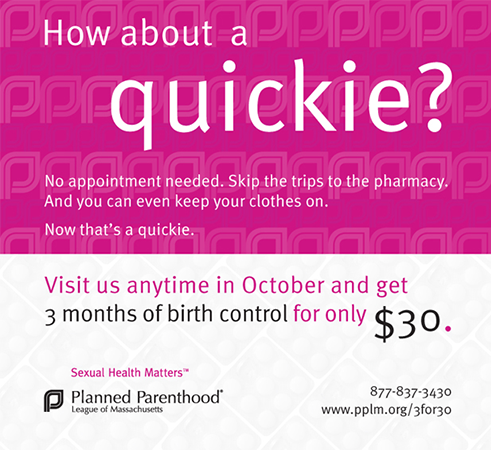 How about a
quickie?
No appointment needed. Skip the trips to the pharmacy.
And you can even keep your clothes on.
Now that's a quickie.
Visit us anytime in October and get
3 months of birth control for only $30.
Sexual Health Matters™
Planned Parenthood®
League of Massachusetts
877-837-3430
www.pplm.org/3for30